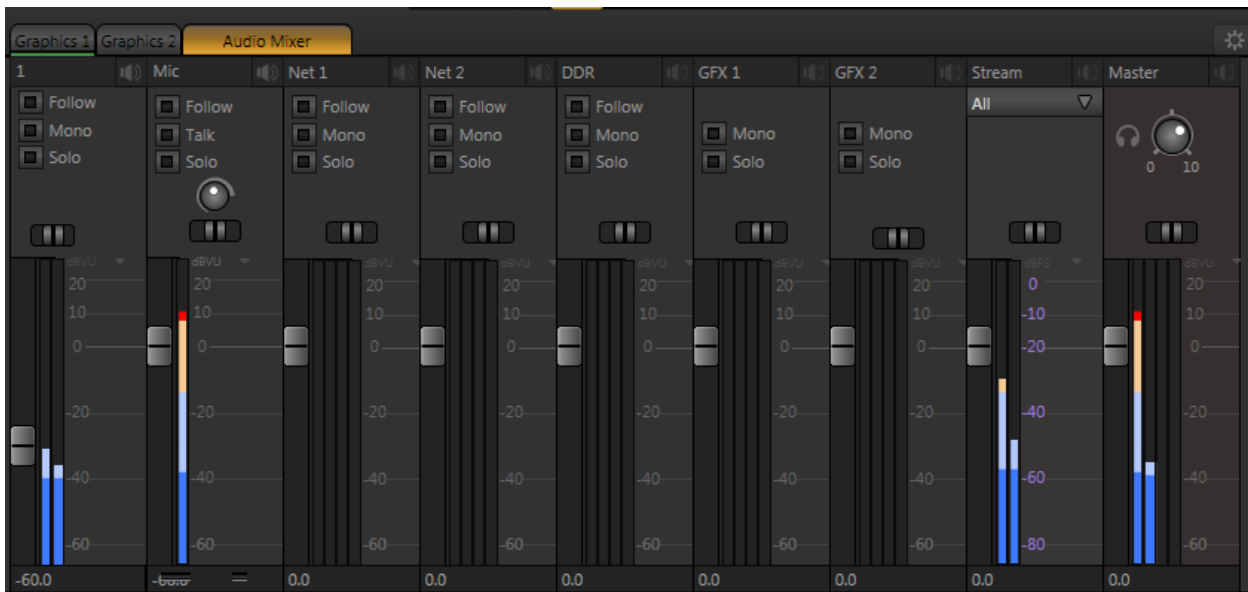 Graphics 1 Graphics 2 Audio Mixer
1 Mic Net 1 Net 2 DDR GFX 1 GFX 2 Stream Master
Follow Follow Follow Follow Follow All
Mono Talk Mono Mono Mono Mono Mono
Solo Solo Solo Solo Solo Solo Solo
0 10
dBVU dBVU dBVU dBVU dBVU dBVU dBVU dBFS dBVU
20 20 20 20 20 20 20 0 20
10 10 10 10 10 10 10 -10 10
0 0 0 0 0 0 0 -20 0
-20 -20 -20 -20 -20 -20 -20 -40 -20
-40 -40 -40 -40 -40 -40 -40 -60 -40
-60 -60 -60 -60 -60 -60 -60 -80 -60
-60.0 0.0 0.0 0.0 0.0 0.0 0.0 0.0